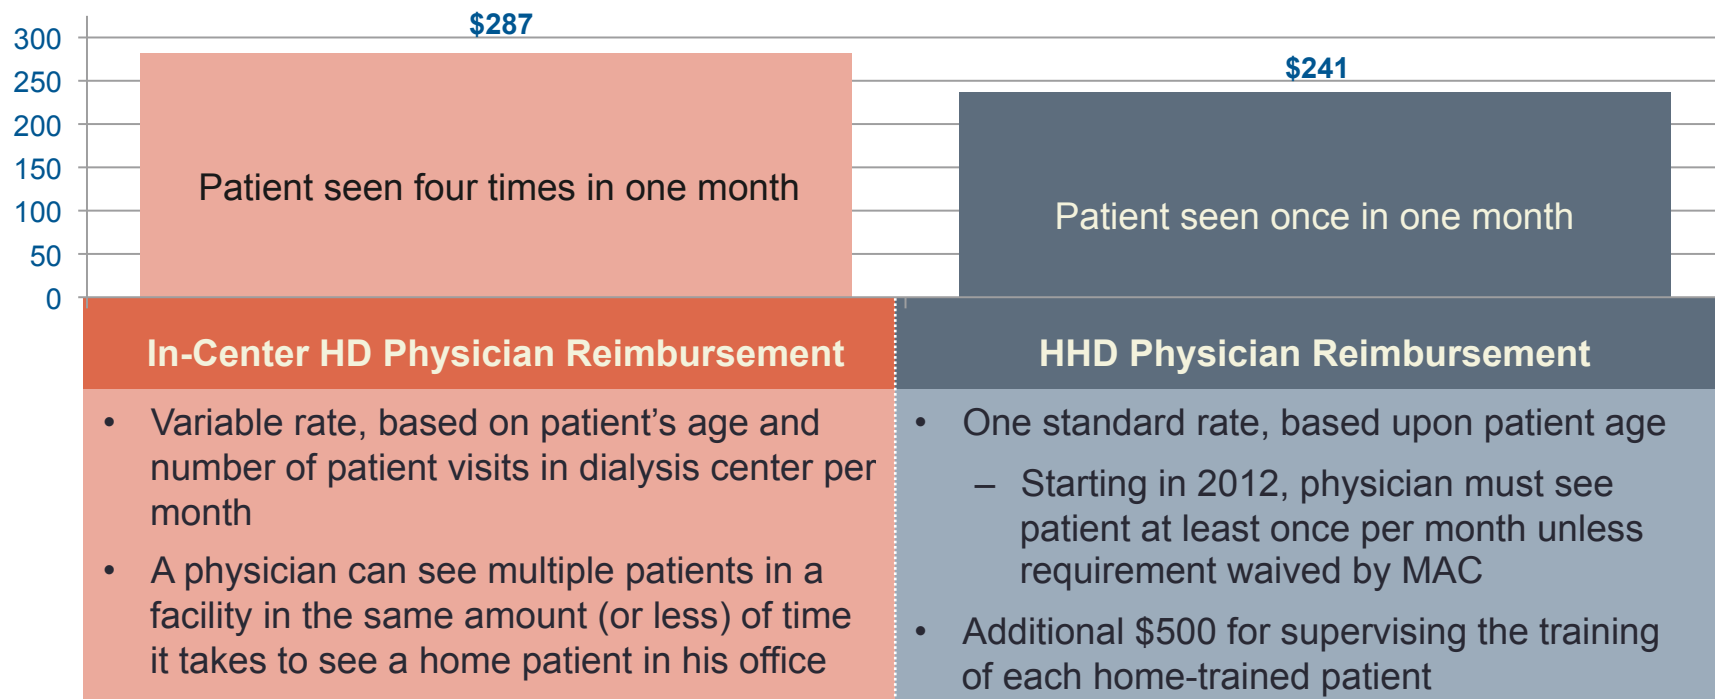 $287
$241
300
250
200
150
100
50
0
Patient seen four times in one month
Patient seen once in one month
In-Center HD Physician Reimbursement
• Variable rate, based on patient’s age and
number of patient visits in dialysis center per
month
• A physician can see multiple patients in a
facility in the same amount (or less) of time
it takes to see a home patient in his office
HHD Physician Reimbursement
• One standard rate, based upon patient age
– Starting in 2012, physician must see
patient at least once per month unless
requirement waived by MAC
• Additional $500 for supervising the training
of each home-trained patient